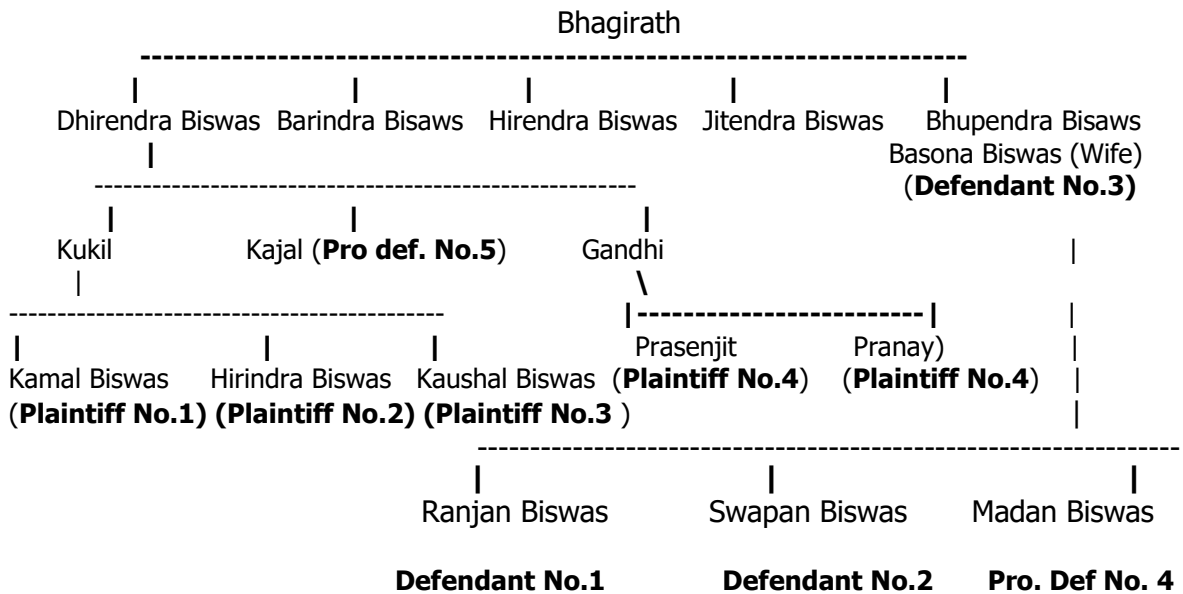 Bhagirath
Dhirendra Biswas Barindra Bisaws Hirendra Biswas Jitendra Biswas Bhupendra Bisaws
Basona Biswas (Wife)
(Defendant No.3)
Kukil Kajal (Pro def. No.5) Gandhi
Prasenjit Pranay)
Kamal Biswas Hirindra Biswas Kaushal Biswas (Plaintiff No.4) (Plaintiff No.4)
(Plaintiff No.1) (Plaintiff No.2) (Plaintiff No.3 )
Ranjan Biswas Swapan Biswas Madan Biswas
Defendant No.1 Defendant No.2 Pro. Def No. 4